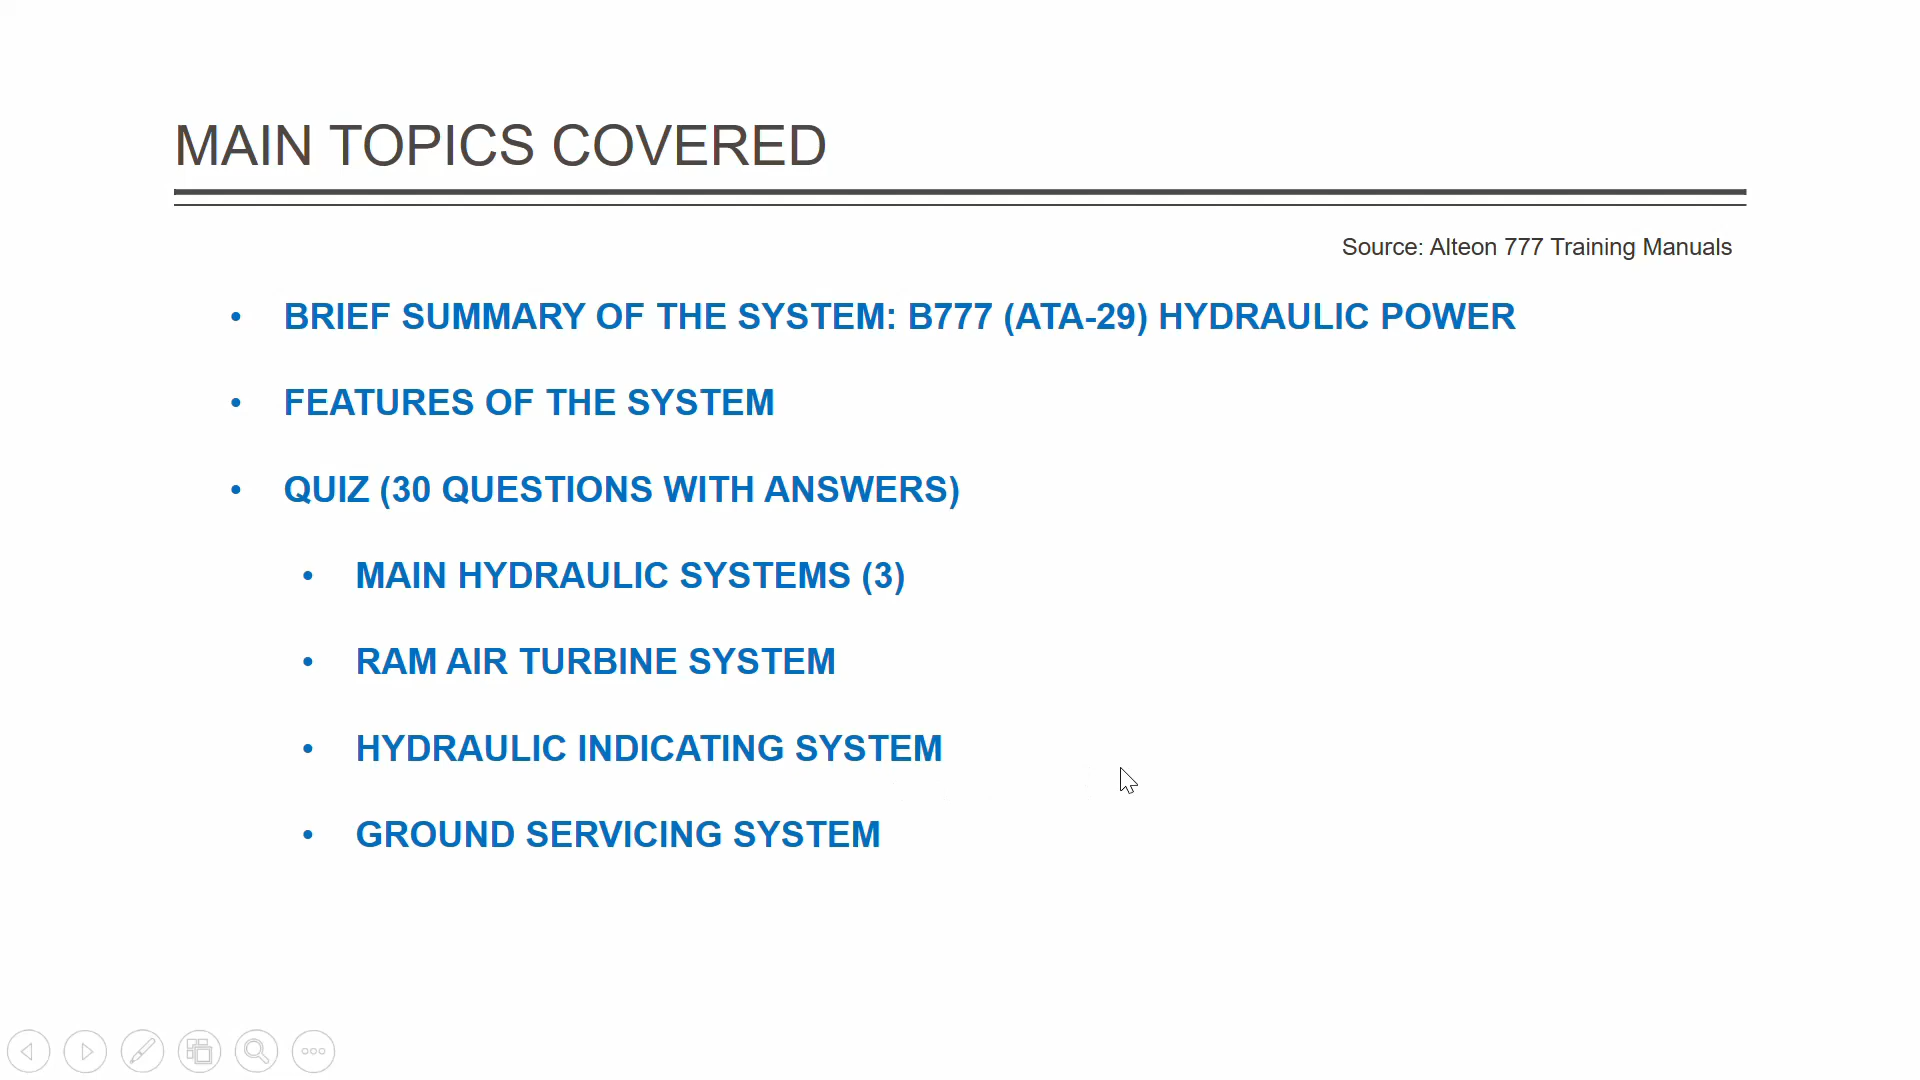 MAIN TOPICS COVERED
Source: Alteon 777 Training Manuals
• BRIEF SUMMARY OF THE SYSTEM: B777 (ATA-29) HYDRAULIC POWER
• FEATURES OF THE SYSTEM
• QUIZ (30 QUESTIONS WITH ANSWERS)
• MAIN HYDRAULIC SYSTEMS (3)
• RAM AIR TURBINE SYSTEM
• HYDRAULIC INDICATING SYSTEM
• GROUND SERVICING SYSTEM